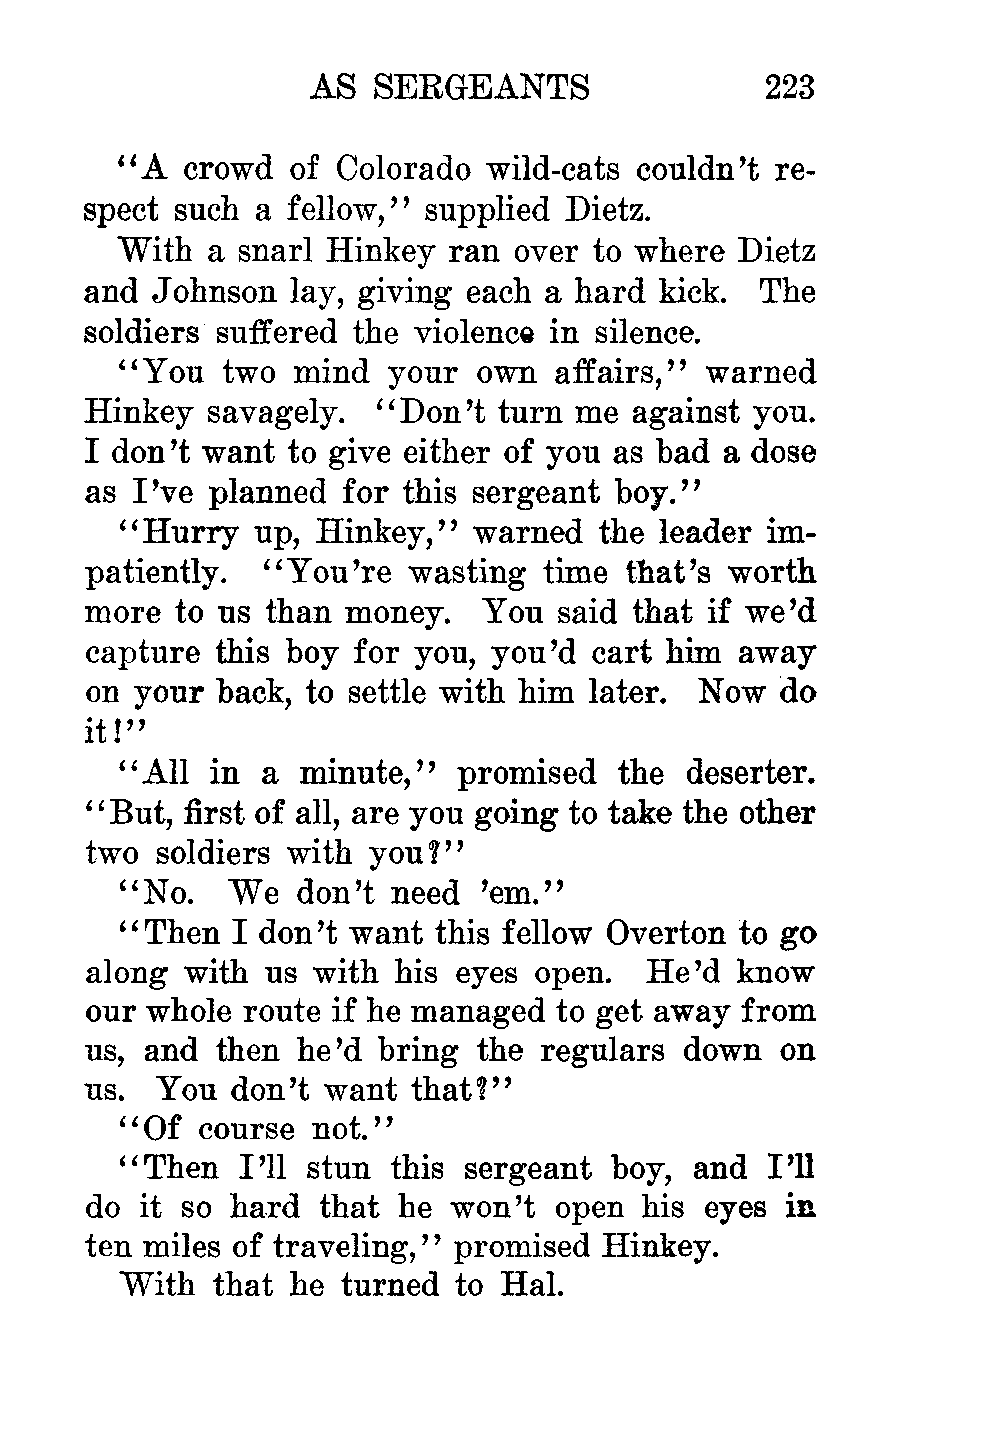 AS SERGEANTS 223
"A crowd of Colorado wild-cats couldn't re-
spect such a fellow," supplied Dietz.
With a snarl Hinkey ran over to where Dietz
and Johnson lay, giving each a hard kick. The
soldiers suffered the violence in silence.
"You two mind your own affairs," warned
Hinkey savagely. "Don't turn me against you.
I don't want to give either of you as bad a dose
as I've planned for this sergeant boy."
"Hurry up, Hinkey," warned the leader im-
patiently. "You're wasting time that's worth
more to us than money. You said that if we'd
capture this boy for you, you'd cart him away
on your back, to settle with him later. Now do
it!"
"All in a minute," promised the deserter.
"But, first of all, are you going to take the other
two soldiers with you?"
"No. We don't need 'em."
"Then I don't want this fellow Overton to go
along with us with his eyes open. He'd know
our whole route if he managed to get away from
us, and then he'd bring the regulars down on
us. You don't want that?"
"Of course not."
"Then I'll stun this sergeant boy, and I'll
do it so hard that he won't open his eyes in
ten miles of traveling," promised Hinkey.
With that he turned to Hal.